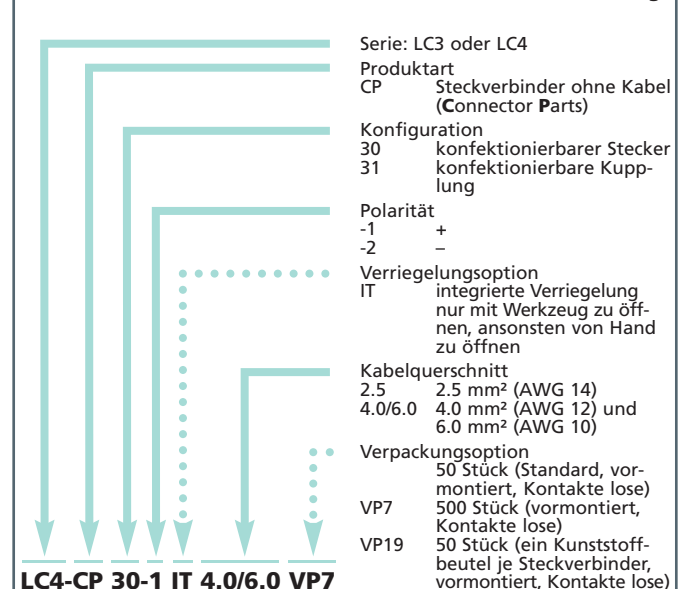 Serie: LC3 oder LC4
Produktart
CP Steckverbinder ohne Kabel
(Connector Parts)
Konfiguration
30 konfektionierbarer Stecker
31 konfektionierbare Kupp-
lung
Polarität
-1 +
-2 –
Verriegelungsoption
IT integrierte Verriegelung
nur mit Werkzeug zu öff-
nen, ansonsten von Hand
zu öffnen
Kabelquerschnitt
2.5 2.5 mm² (AWG 14)
4.0/6.0 4.0 mm² (AWG 12) und
6.0 mm² (AWG 10)
Verpackungsoption
50 Stück (Standard, vor-
montiert, Kontakte lose)
VP7 500 Stück (vormontiert,
Kontakte lose)
VP19 50 Stück (ein Kunststoff-
beutel je Steckverbinder,
vormontiert, Kontakte lose)
LC4-CP 30-1 IT 4.0/6.0 VP7